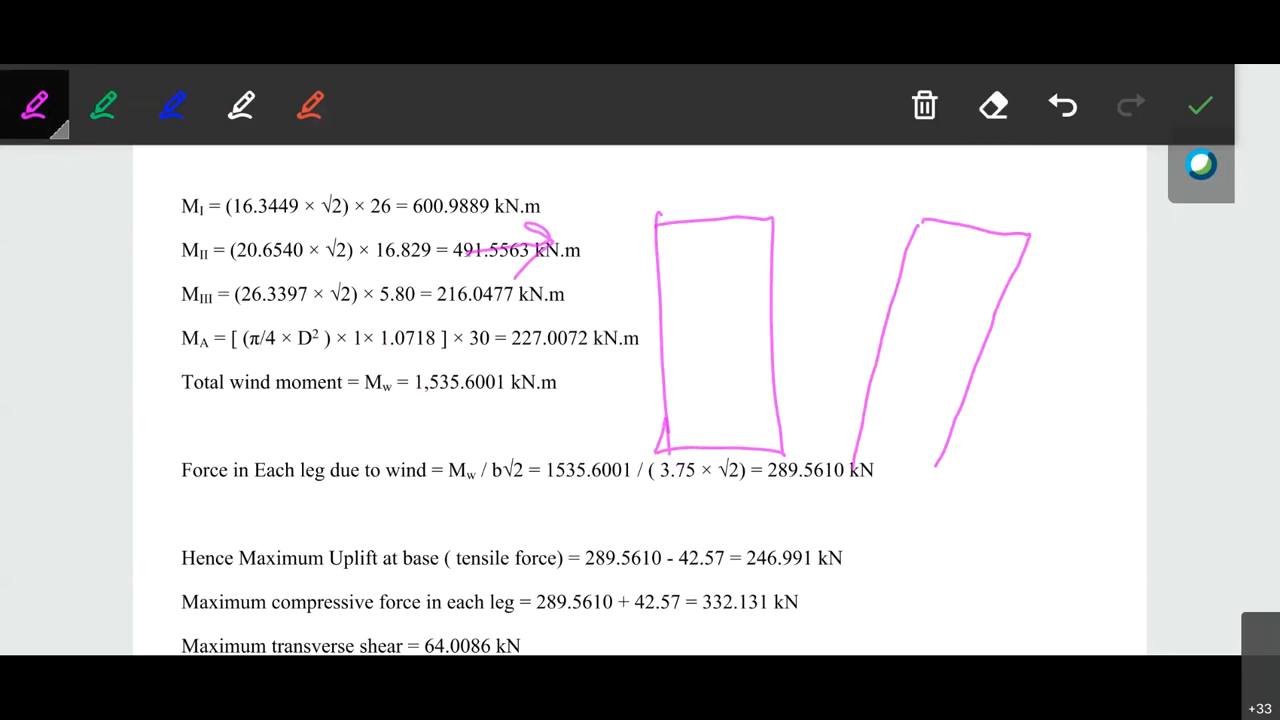 M_I = (16.3449 × √2) × 26 = 600.9889 kN.m
M_II = (20.6540 × √2) × 16.829 = 491.5563 kN.m
M_III = (26.3397 × √2) × 5.80 = 216.0477 kN.m
M_A = [ (π/4 × D² ) × 1× 1.0718 ] × 30 = 227.0072 kN.m
Total wind moment = M_w = 1,535.6001 kN.m
Force in Each leg due to wind = M_w / b√2 = 1535.6001 / ( 3.75 × √2) = 289.5610 kN
Hence Maximum Uplift at base ( tensile force) = 289.5610 - 42.57 = 246.991 kN
Maximum compressive force in each leg = 289.5610 + 42.57 = 332.131 kN
Maximum transverse shear = 64.0086 kN
+33